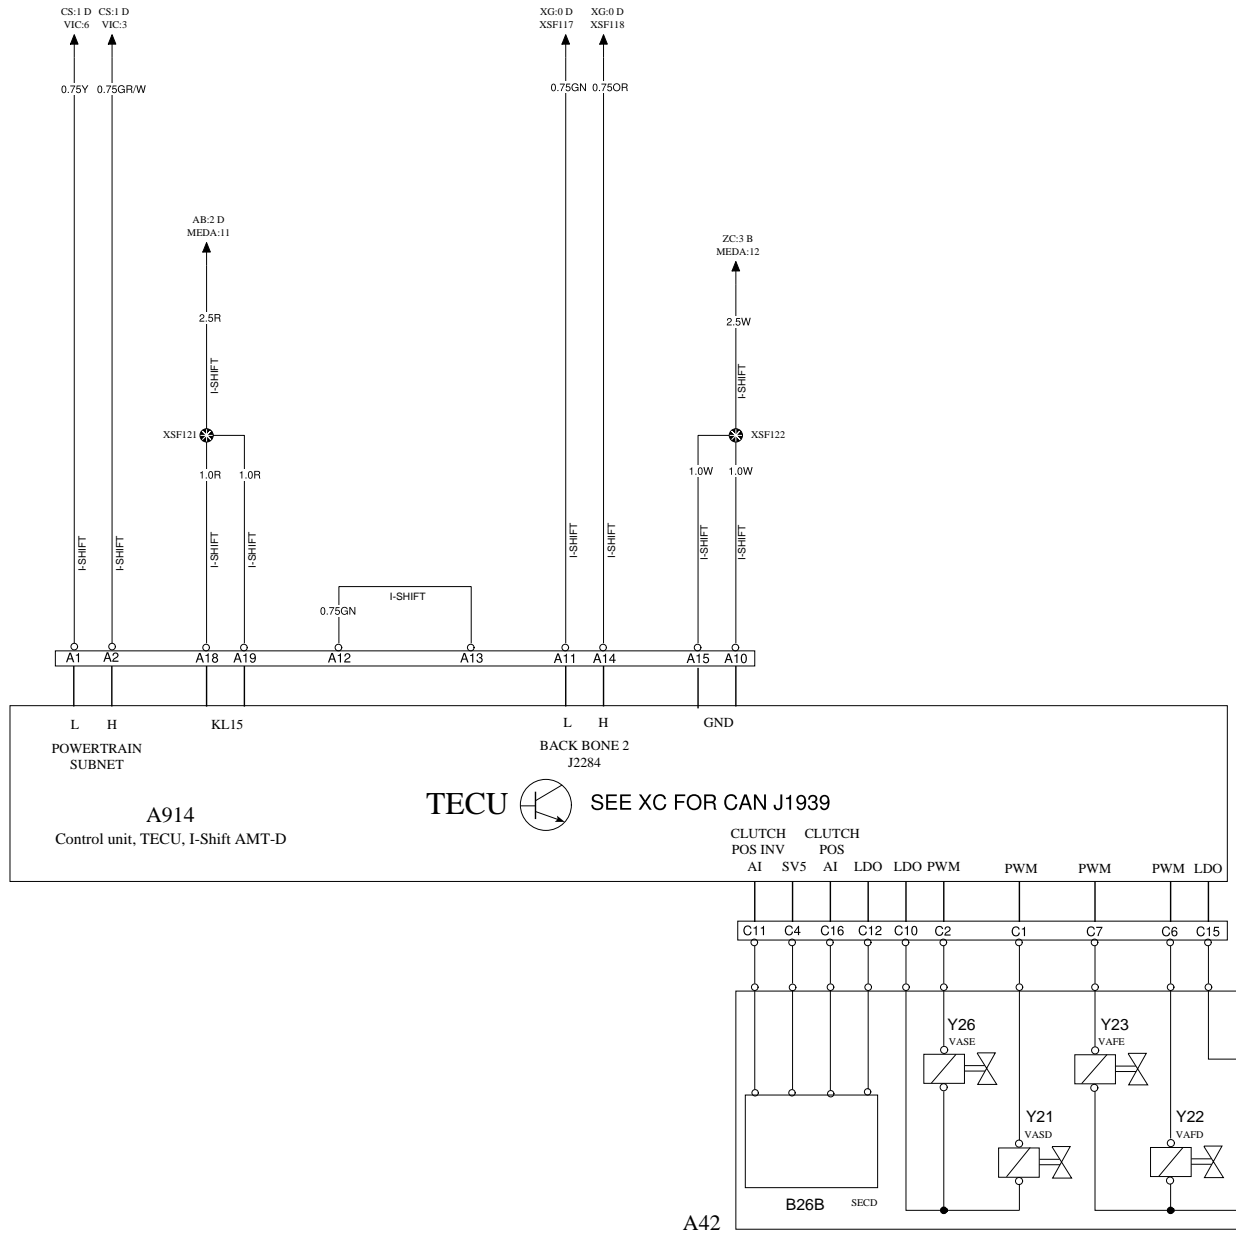 CS:1 D CS:1 D
VIC:6 VIC:3
XG:0 D XG:0 D
XSF117 XSF118
0.75Y 0.75GR/W
0.75GN 0.75OR
AB:2 D
MEDA:11
ZC:3 B
MEDA:12
2.5R
2.5W
I-SHIFT
I-SHIFT
XSF121
XSF122
1.0R 1.0R
1.0W 1.0W
I-SHIFT I-SHIFT I-SHIFT I-SHIFT I-SHIFT I-SHIFT I-SHIFT I-SHIFT
I-SHIFT
0.75GN
A1 A2 A18 A19 A12 A13 A11 A14 A15 A10
L H KL15 L H GND
POWERTRAIN
SUBNET
BACK BONE 2
J2284
TECU SEE XC FOR CAN J1939
A914
Control unit, TECU, I-Shift AMT-D
CLUTCH CLUTCH
POS INV POS
AI SV5 AI LDO LDO PWM PWM PWM PWM LDO
C11 C4 C16 C12 C10 C2 C1 C7 C6 C15
Y26
VASE
Y23
VAFE
Y21
VASD
Y22
VAFD
B26B SECD
A42